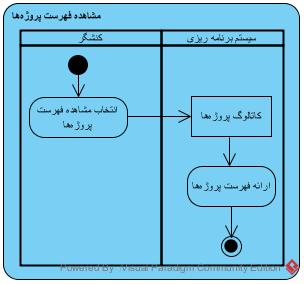 مشاهده فهرست پروژه‌ها
کنشگر
سیستم برنامه ریزی
انتخاب مشاهده فهرست
پروژه‌ها
کاتالوگ پروژه‌ها
ارائه فهرست پروژه‌ها
Powered By Visual Paradigm Community Edition